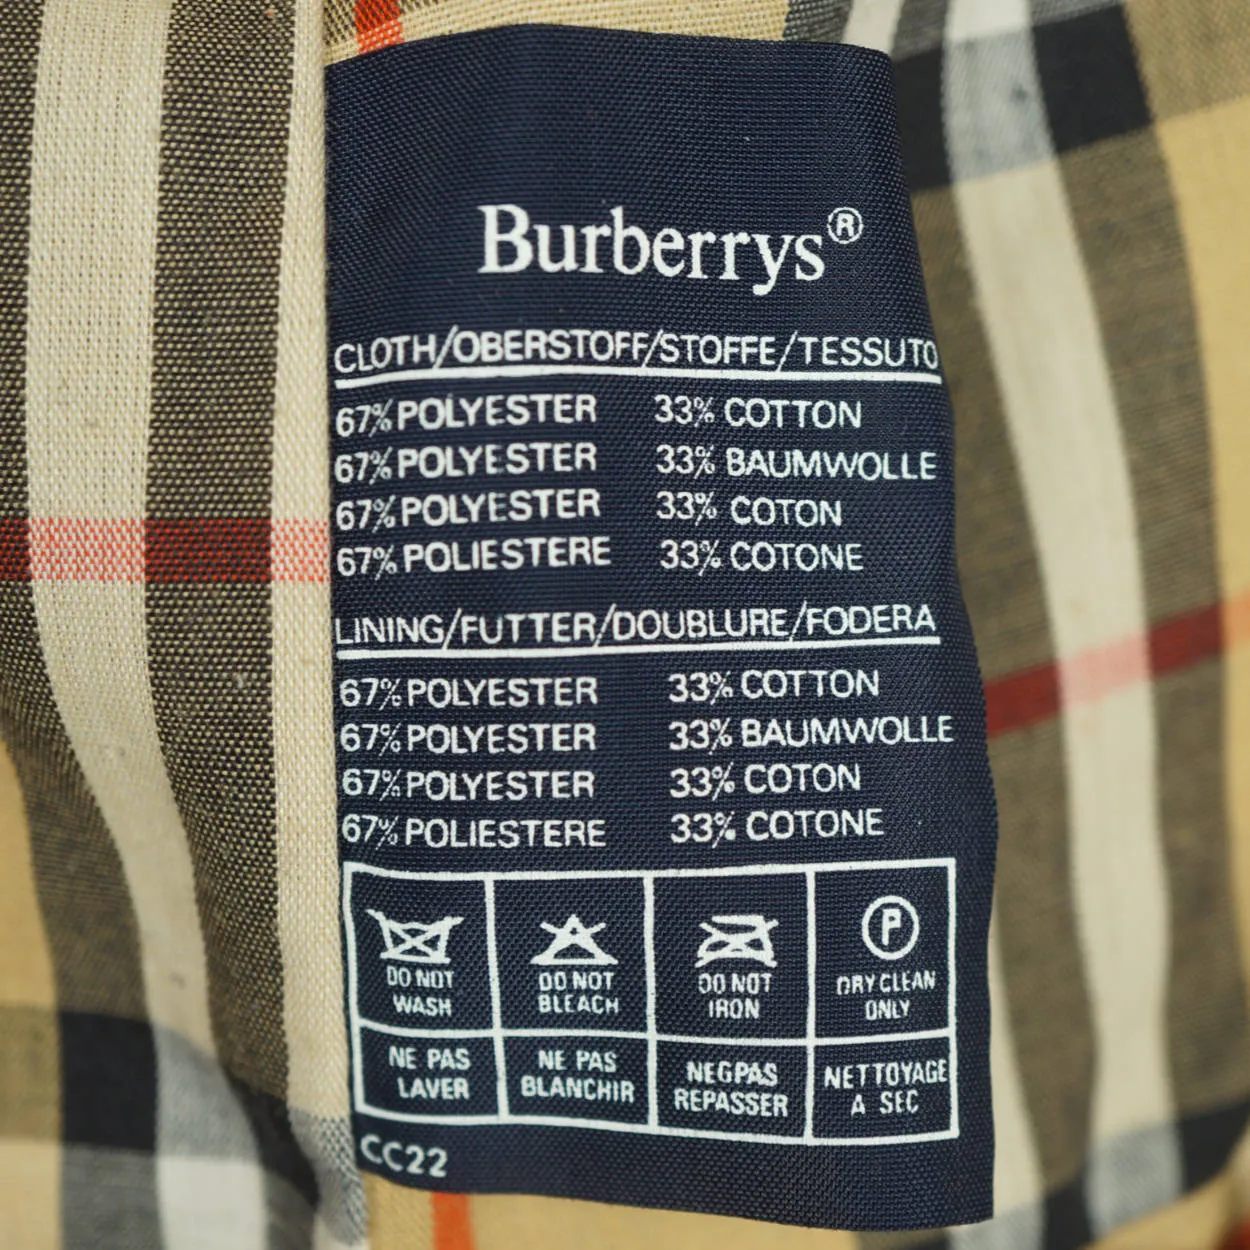 Burberrys®
CLOTH/OBERSTOFF/STOFFE/TESSUTO
67% POLYESTER 33% COTTON
67% POLYESTER 33% BAUMWOLLE
67% POLYESTER 33% COTON
67% POLIESTERE 33% COTONE
LINING/FUTTER/DOUBLURE/FODERA
67% POLYESTER 33% COTTON
67% POLYESTER 33% BAUMWOLLE
67% POLYESTER 33% COTON
67% POLIESTERE 33% COTONE
P
DO NOT DO NOT DO NOT DRY CLEAN
WASH BLEACH IRON ONLY
NE PAS NE PAS NEGPAS NETTOYAGE
LAVER BLANCHIR REPASSER A SEC
CC22